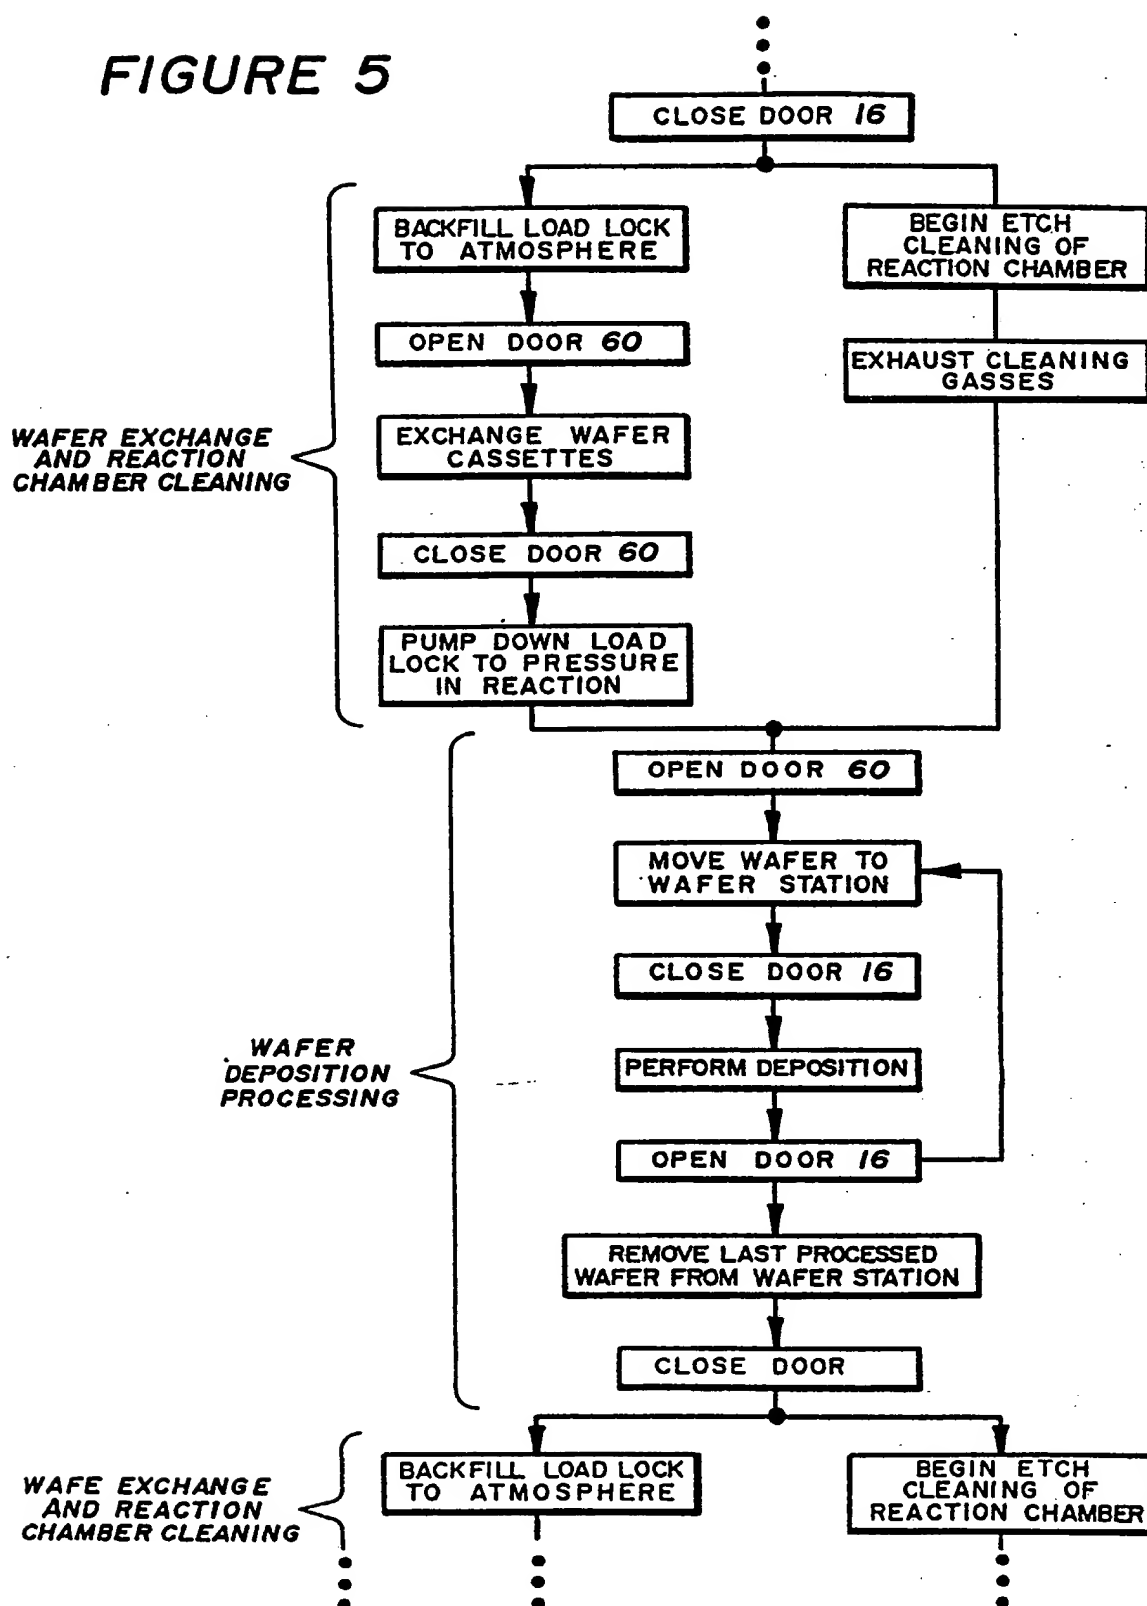 FIGURE 5
CLOSE DOOR 16
BACKFILL LOAD LOCK
TO ATMOSPHERE
BEGIN ETCH
CLEANING OF
REACTION CHAMBER
OPEN DOOR 60
EXHAUST CLEANING
GASSES
EXCHANGE WAFER
CASSETTES
WAFER EXCHANGE
AND REACTION
CHAMBER CLEANING
CLOSE DOOR 60
PUMP DOWN LOAD
LOCK TO PRESSURE
IN REACTION
OPEN DOOR 60
MOVE WAFER TO
WAFER STATION
CLOSE DOOR 16
WAFER
DEPOSITION
PROCESSING
PERFORM DEPOSITION
OPEN DOOR 16
REMOVE LAST PROCESSED
WAFER FROM WAFER STATION
CLOSE DOOR
WAFE EXCHANGE
AND REACTION
CHAMBER CLEANING
BACKFILL LOAD LOCK
TO ATMOSPHERE
BEGIN ETCH
CLEANING OF
REACTION CHAMBER